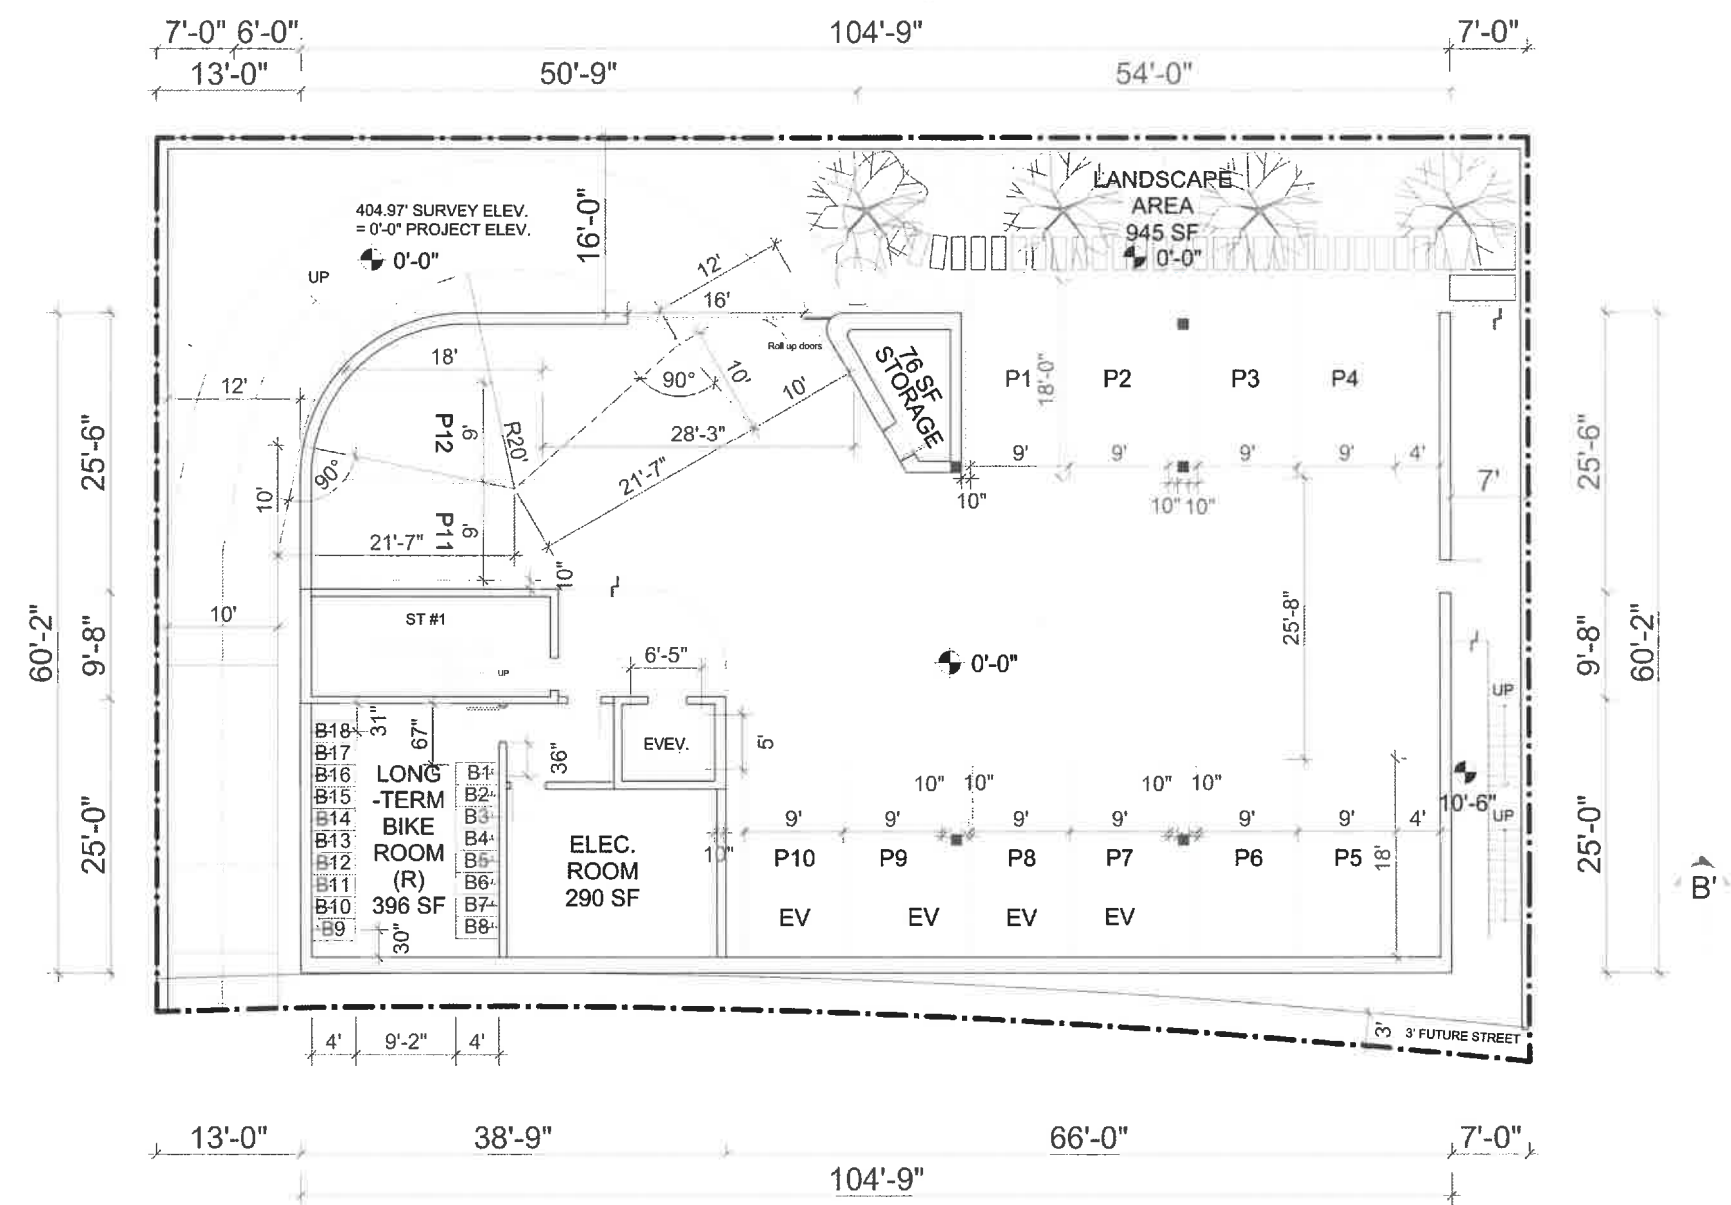 7'-0" 6'-0" 104'-9" 7'-0"
13'-0" 50'-9" 54'-0"
LANDSCAPE
AREA
945 SF
0'-0"
404.97' SURVEY ELEV.
= 0'-0" PROJECT ELEV.
0'-0"
UP
16'-0"
12'
16'
Roll up doors
18'
90°
10'
10'
76 SF
STORAGE
18'-0"
P1 P2 P3 P4
12'
P12
9'
R20'
28'-3"
21'-7"
9' 9' 9' 9' 4'
7'
10"
10" 10"
25'-6"
25'-6"
90°
10'
P11
9'
21'-7"
10"
ST #1
UP
10'
6'-5"
0'-0"
25'-8"
60'-2"
9'-8"
9'-8"
60'-2"
UP
31"
67"
36"
EVEV.
5'
B18
B17
B16
B15
B14
B13
B12
B11
B10
B9
LONG
-TERM
BIKE
ROOM
(R)
396 SF
30"
B1
B2
B3
B4
B5
B6
B7
B8
ELEC.
ROOM
290 SF
10" 10" 10" 10"
10'-6"
UP
9' 9' 9' 9' 9' 9' 4'
10"
P10 P9 P8 P7 P6 P5
18'
EV EV EV EV
25'-0"
25'-0"
B'
3'
3' FUTURE STREET
4' 9'-2" 4'
13'-0" 38'-9" 66'-0" 7'-0"
104'-9"